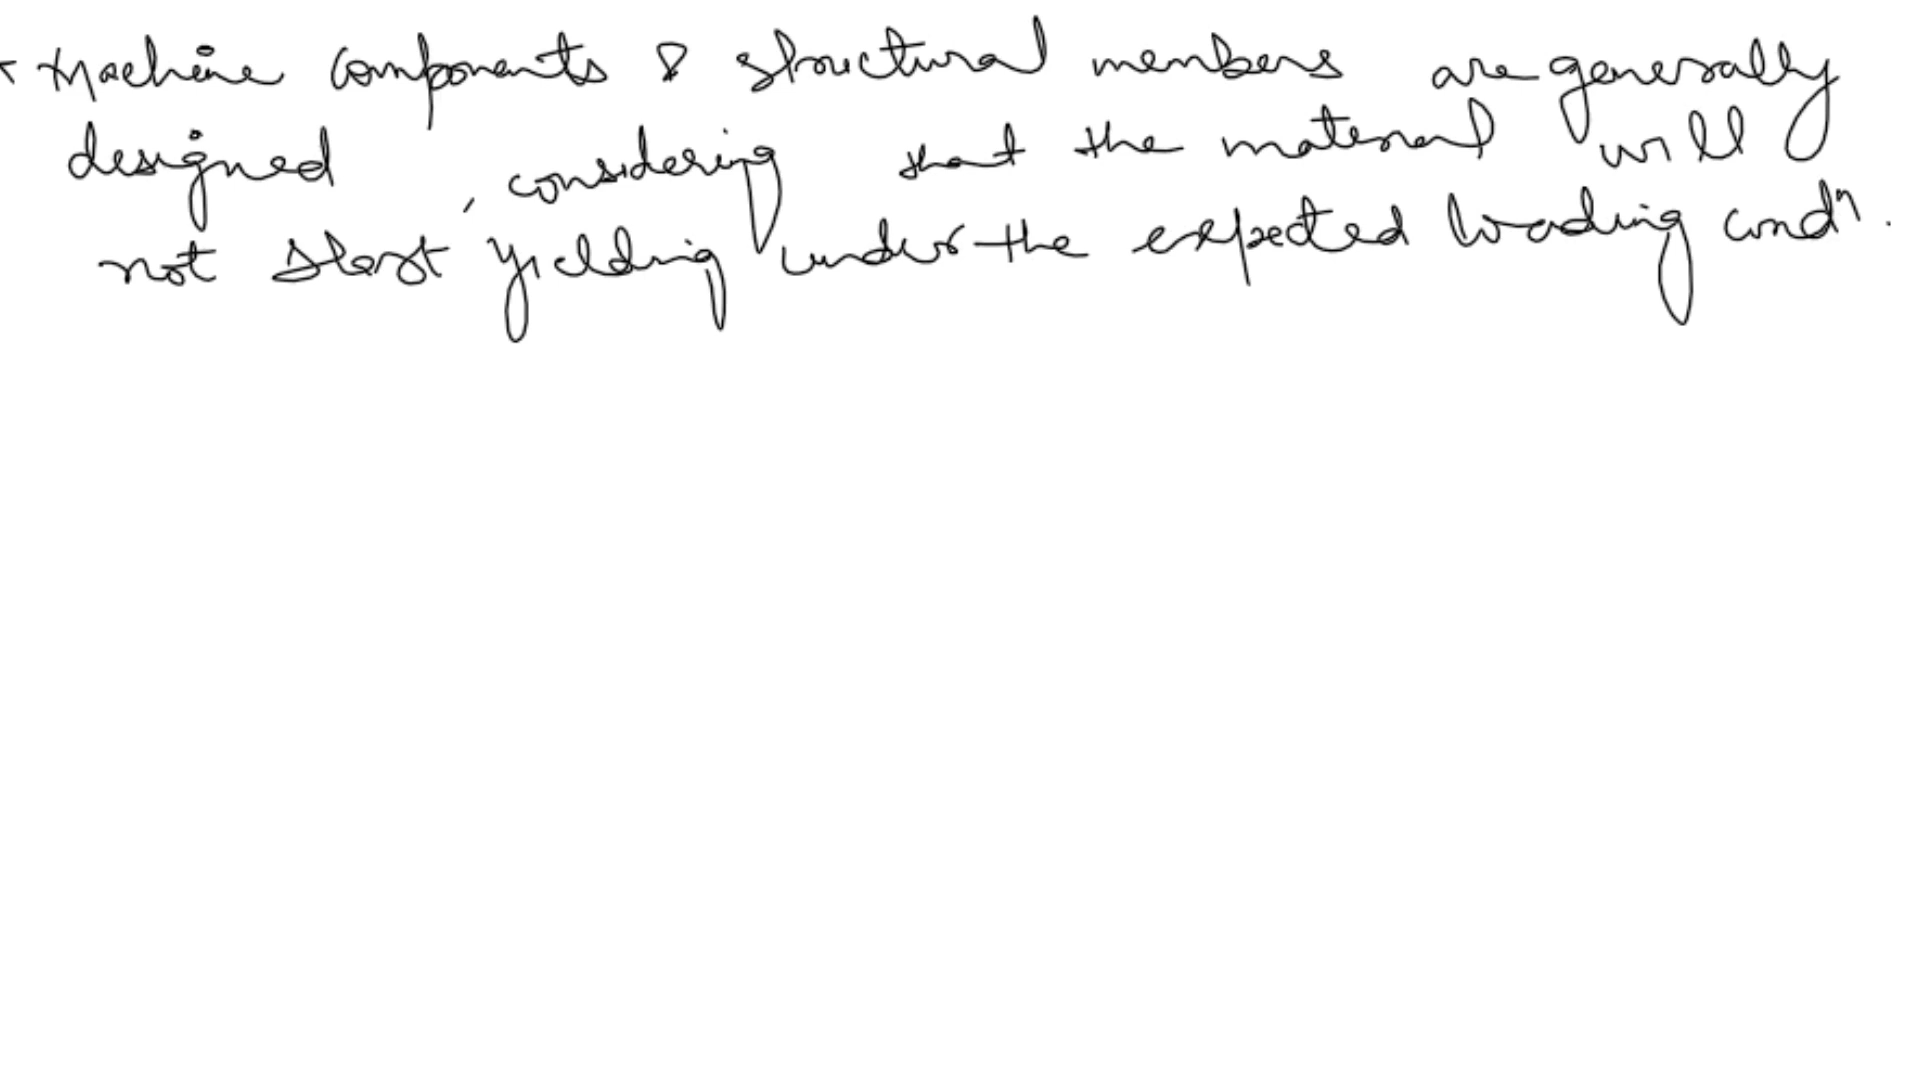 * Machine components & structural members are generally
designed, considering that the material will
not start yielding under the expected loading condⁿ.